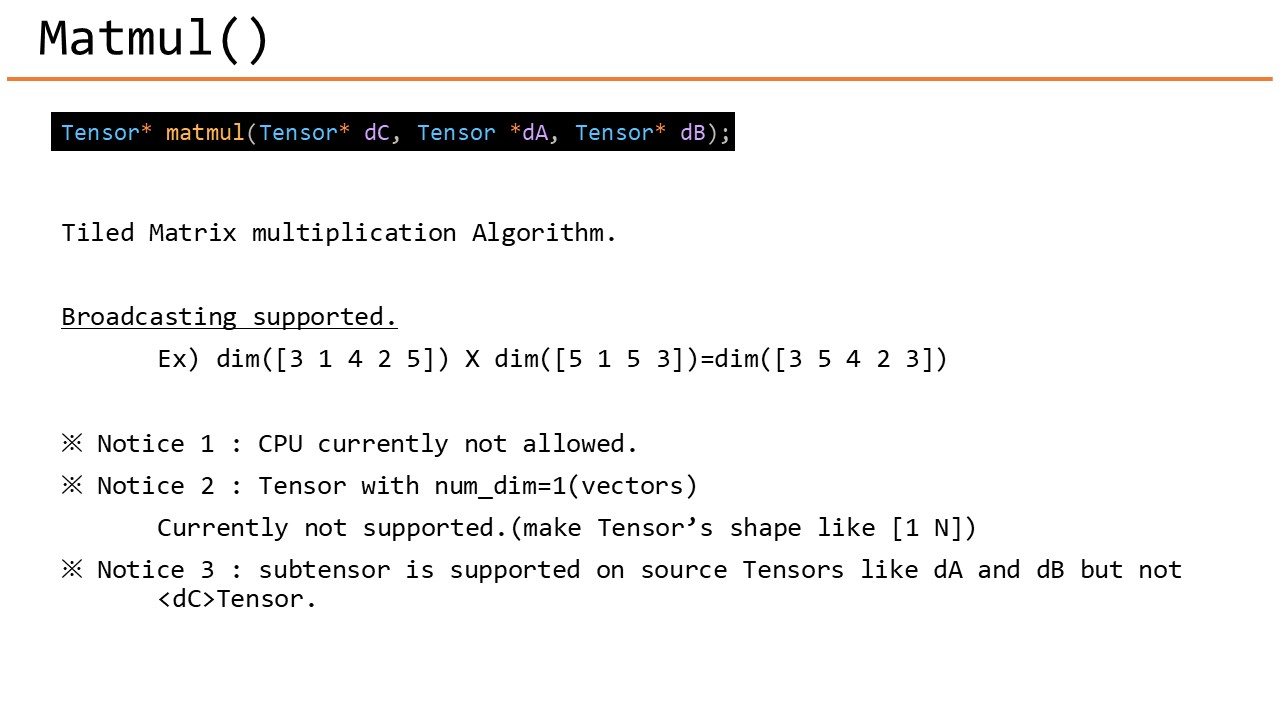 Matmul()
Tensor* matmul(Tensor* dC, Tensor *dA, Tensor* dB);
Tiled Matrix multiplication Algorithm.
Broadcasting supported.
Ex) dim([3 1 4 2 5]) X dim([5 1 5 3])=dim([3 5 4 2 3])
※ Notice 1 : CPU currently not allowed.
※ Notice 2 : Tensor with num_dim=1(vectors)
Currently not supported.(make Tensor’s shape like [1 N])
※ Notice 3 : subtensor is supported on source Tensors like dA and dB but not
<dC>Tensor.